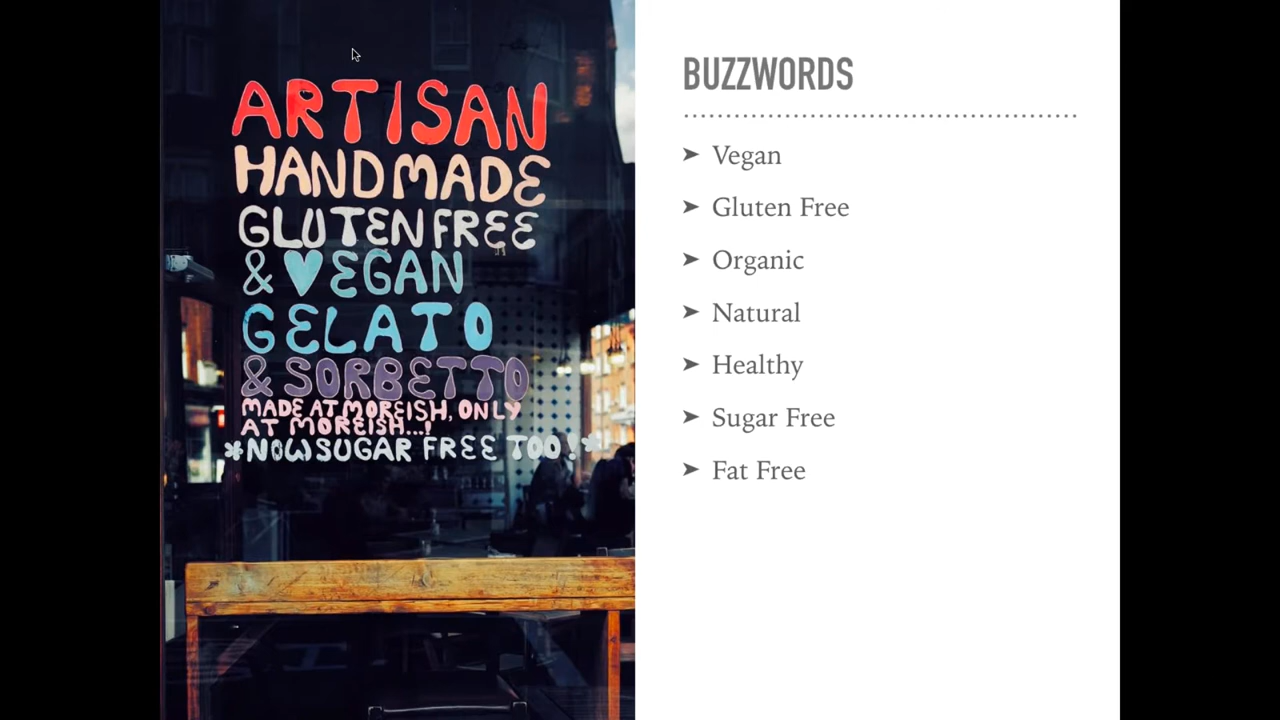 ARTISAN
HANDMADE
GLUTEN FREE
& VEGAN
GELATO
& SORBETTO
MADE AT MOREISH, ONLY
AT MOREISH...!
*NOW SUGAR FREE TOO!*
BUZZWORDS
Vegan
Gluten Free
Organic
Natural
Healthy
Sugar Free
Fat Free